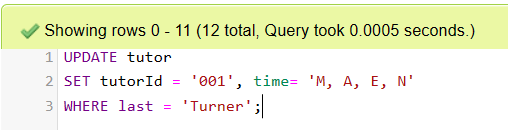 Showing rows 0 - 11 (12 total, Query took 0.0005 seconds.)
1 UPDATE tutor
2 SET tutorId = '001', time= 'M, A, E, N'
3 WHERE last = 'Turner';